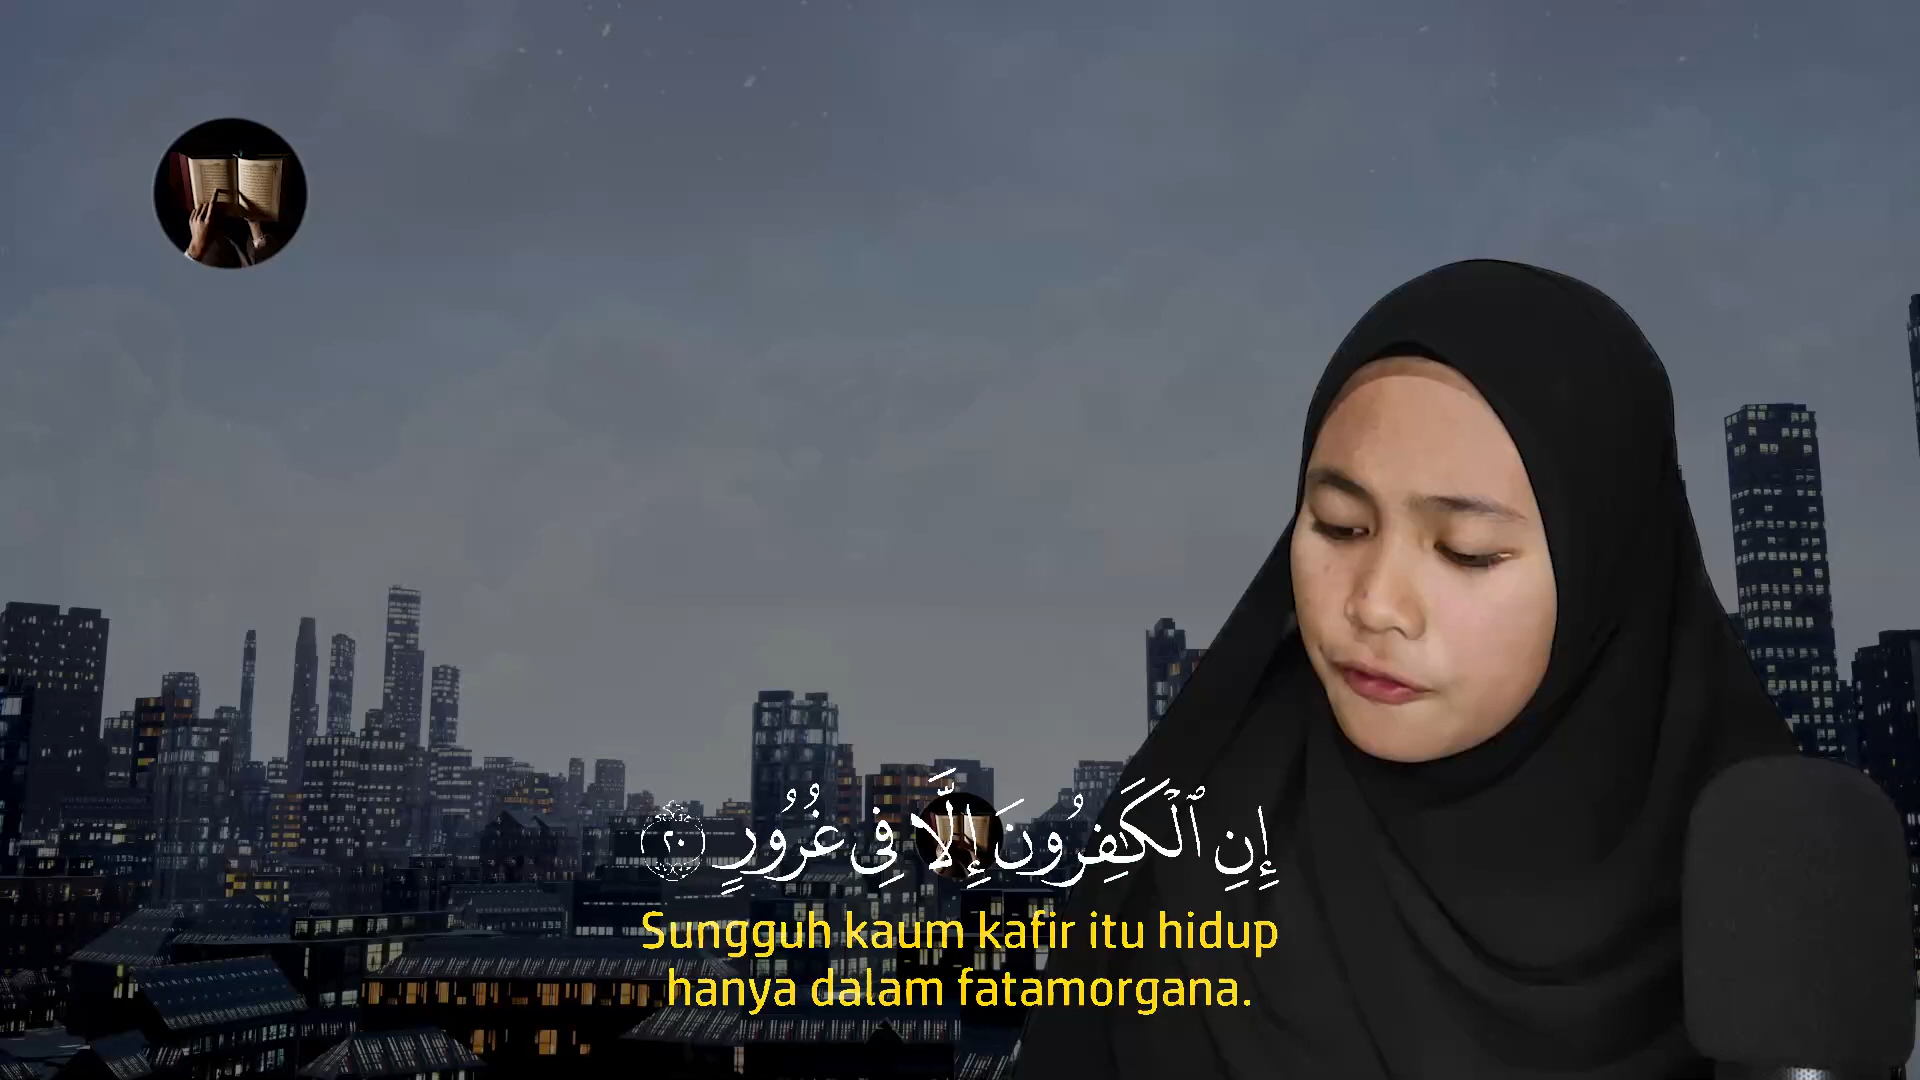 إِنِ ٱلْكَٰفِرُونَ إِلَّا فِى غُرُورٍ ٢٠
Sungguh kaum kafir itu hidup
hanya dalam fatamorgana.